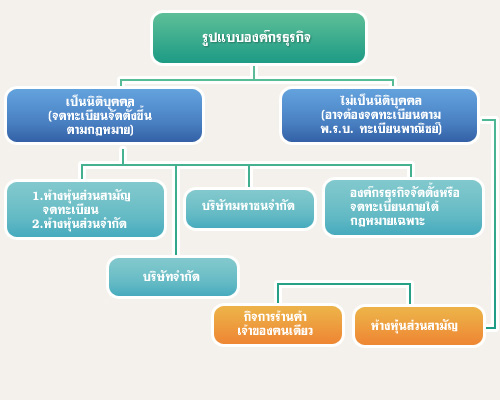 รูปแบบองค์กรธุรกิจ
เป็นนิติบุคคล
(จดทะเบียนจัดตั้งขึ้น
ตามกฎหมาย)
ไม่เป็นนิติบุคคล
(อาจต้องจดทะเบียนตาม
พ.ร.บ. ทะเบียนพาณิชย์)
1.ห้างหุ้นส่วนสามัญ
จดทะเบียน
2.ห้างหุ้นส่วนจำกัด
บริษัทมหาชนจำกัด
องค์กรธุรกิจจัดตั้งหรือ
จดทะเบียนภายใต้
กฎหมายเฉพาะ
บริษัทจำกัด
กิจการร้านค้า
เจ้าของคนเดียว
ห้างหุ้นส่วนสามัญ